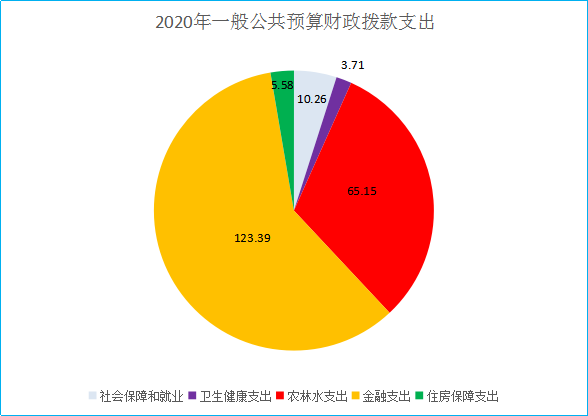 2020年一般公共预算财政拨款支出
3.71
5.58
10.26
65.15
123.39
社会保障和就业 卫生健康支出 农林水支出 金融支出 住房保障支出